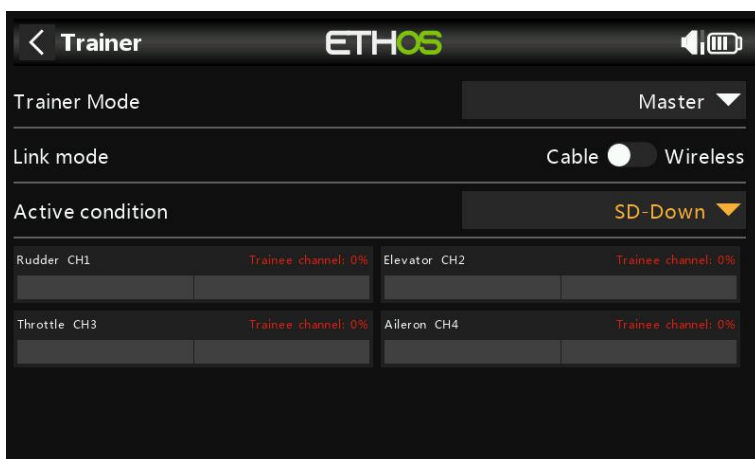 Trainer ETHOS
Trainer Mode Master
Link mode Cable Wireless
Active condition SD-Down
Rudder CH1 Trainee channel: 0% Elevator CH2 Trainee channel: 0%
Throttle CH3 Trainee channel: 0% Aileron CH4 Trainee channel: 0%